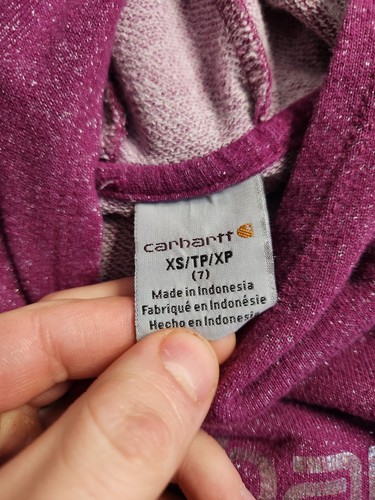 carhartt
XS/TP/XP
(7)
Made in Indonesia
Fabriqué en Indonésie
Hecho en Indonesia